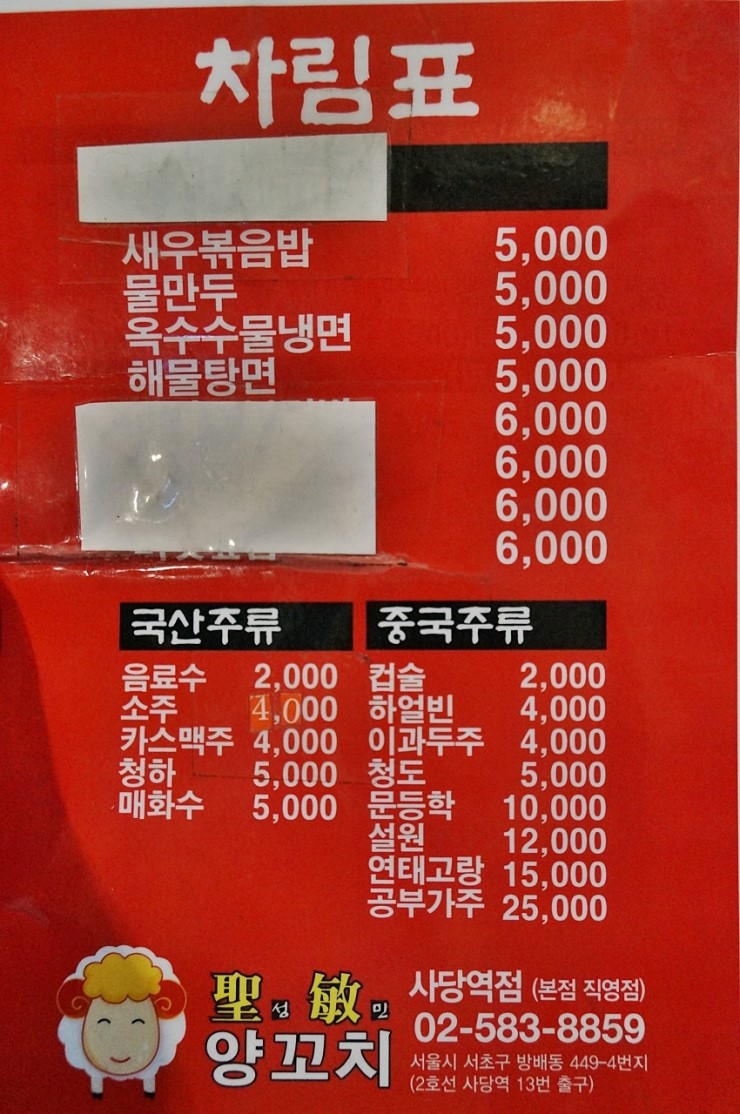 차림표
새우볶음밥 5,000
물만두 5,000
옥수수물냉면 5,000
해물탕면 5,000
6,000
6,000
6,000
6,000
국산주류
음료수 2,000
소주 4,000
카스맥주 4,000
청하 5,000
매화수 5,000
중국주류
컵술 2,000
하얼빈 4,000
이과두주 4,000
청도 5,000
문등학 10,000
설원 12,000
연태고량 15,000
공부가주 25,000
聖성 敏민
양꼬치
사당역점 (본점 직영점)
02-583-8859
서울시 서초구 방배동 449-4번지
(2호선 사당역 13번 출구)